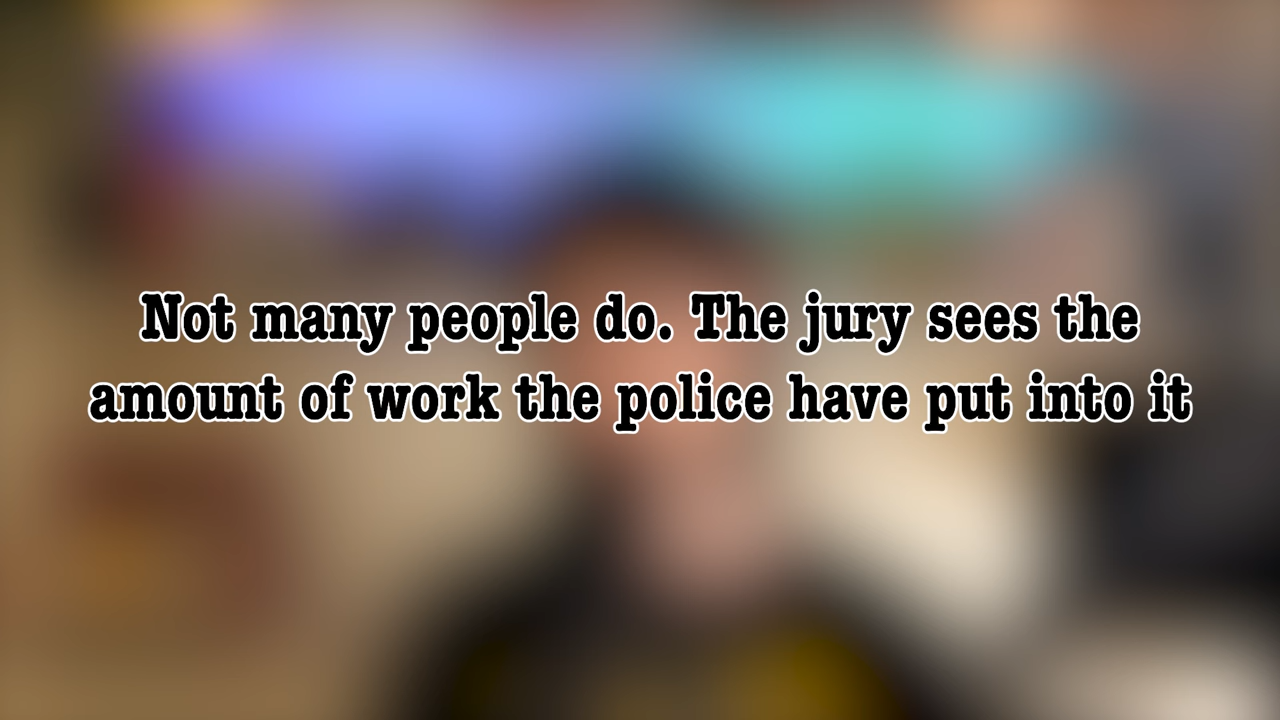 Not many people do. The jury sees the
amount of work the police have put into it